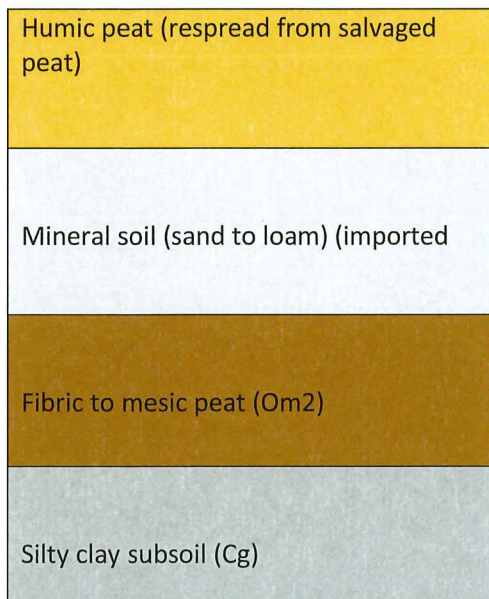 Humic peat (respread from salvaged
peat)
Mineral soil (sand to loam) (imported
Fibric to mesic peat (Om2)
Silty clay subsoil (Cg)